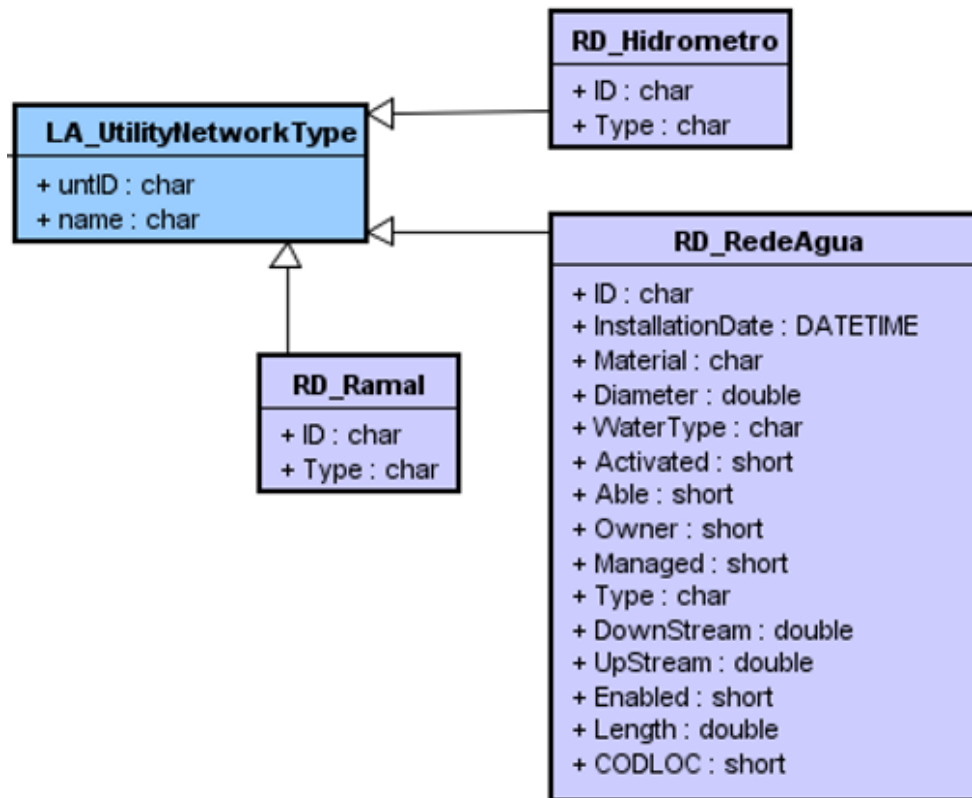 RD_Hidrometro
+ ID : char
+ Type : char
LA_UtilityNetworkType
+ untID : char
+ name : char
RD_RedeAgua
+ ID : char
+ InstallationDate : DATETIME
+ Material : char
+ Diameter : double
+ WaterType : char
+ Activated : short
+ Able : short
+ Owner : short
+ Managed : short
+ Type : char
+ DownStream : double
+ UpStream : double
+ Enabled : short
+ Length : double
+ CODLOC : short
RD_Ramal
+ ID : char
+ Type : char